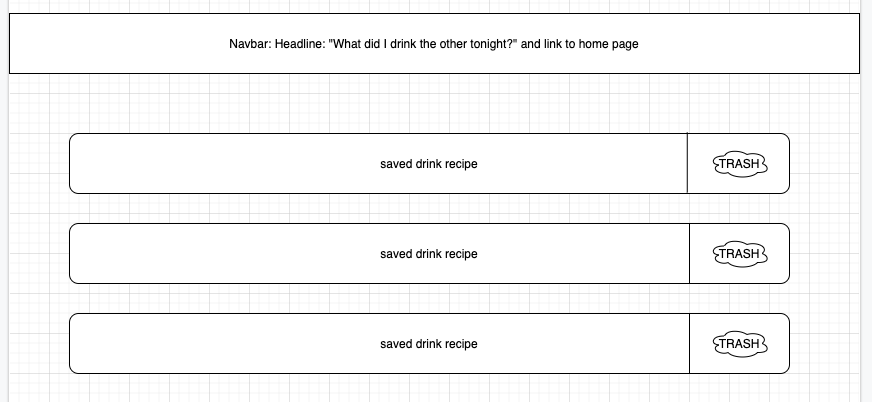 Navbar: Headline: "What did I drink the other tonight?" and link to home page
saved drink recipe
TRASH
saved drink recipe
TRASH
saved drink recipe
TRASH